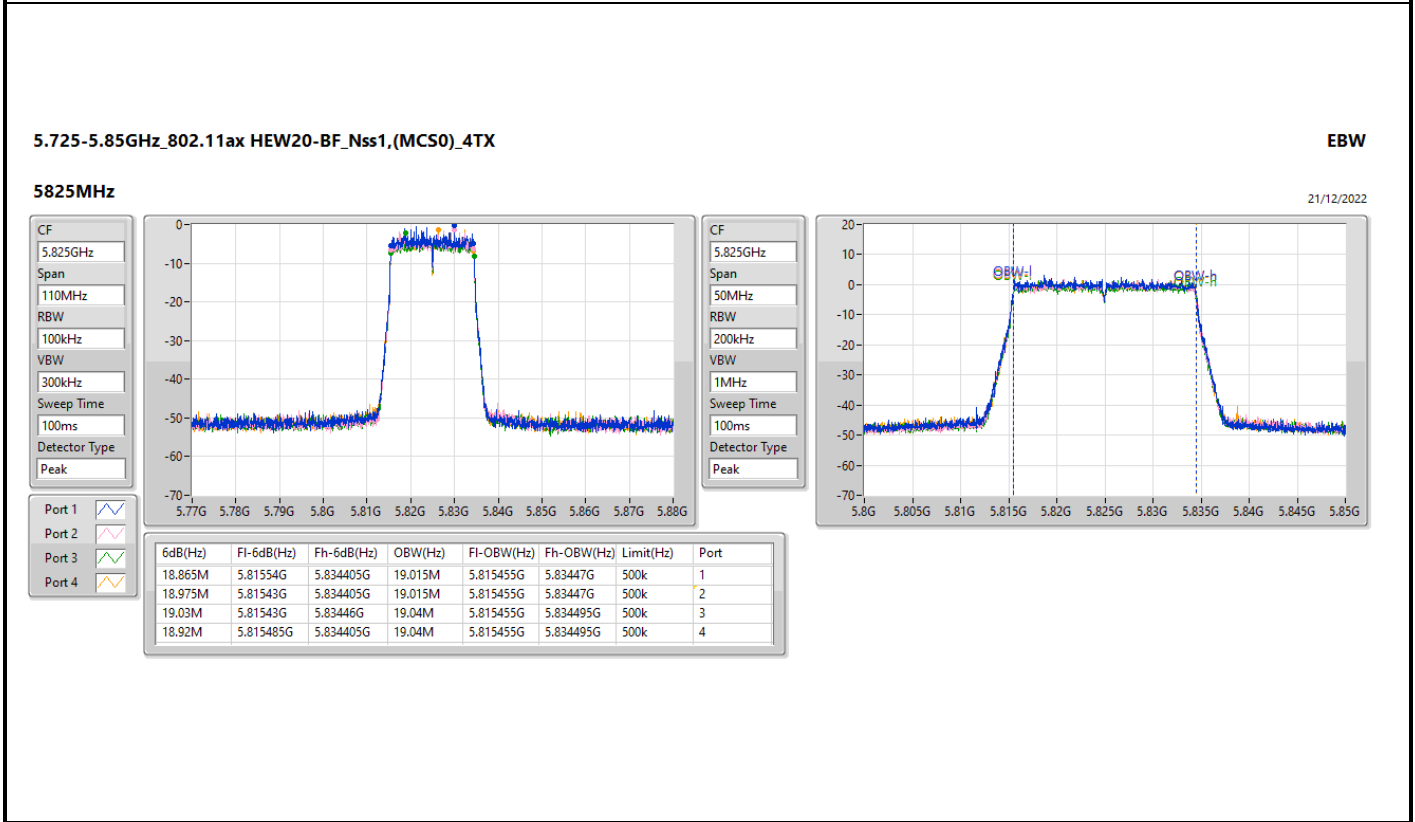 5.725-5.85GHz_802.11ax HEW20-BF_Nss1,(MCS0)_4TX EBW
5825MHz
21/12/2022
CF
5.825GHz
Span
110MHz
RBW
100kHz
VBW
300kHz
Sweep Time
100ms
Detector Type
Peak
0
-10
-20
-30
-40
-50
-60
-70
5.77G 5.78G 5.79G 5.8G 5.81G 5.82G 5.83G 5.84G 5.85G 5.86G 5.87G 5.88G
CF
5.825GHz
Span
50MHz
RBW
200kHz
VBW
1MHz
Sweep Time
100ms
Detector Type
Peak
20
10
0
-10
-20
-30
-40
-50
-60
-70
OBW-l OBW-h
5.8G 5.805G 5.81G 5.815G 5.82G 5.825G 5.83G 5.835G 5.84G 5.845G 5.85G
Port 1
Port 2
Port 3
Port 4
6dB(Hz) Fl-6dB(Hz) Fh-6dB(Hz) OBW(Hz) Fl-OBW(Hz) Fh-OBW(Hz) Limit(Hz) Port
18.865M 5.81554G 5.834405G 19.015M 5.815455G 5.83447G 500k 1
18.975M 5.81543G 5.834405G 19.015M 5.815455G 5.83447G 500k 2
19.03M 5.81543G 5.83446G 19.04M 5.815455G 5.834495G 500k 3
18.92M 5.815485G 5.834405G 19.04M 5.815455G 5.834495G 500k 4